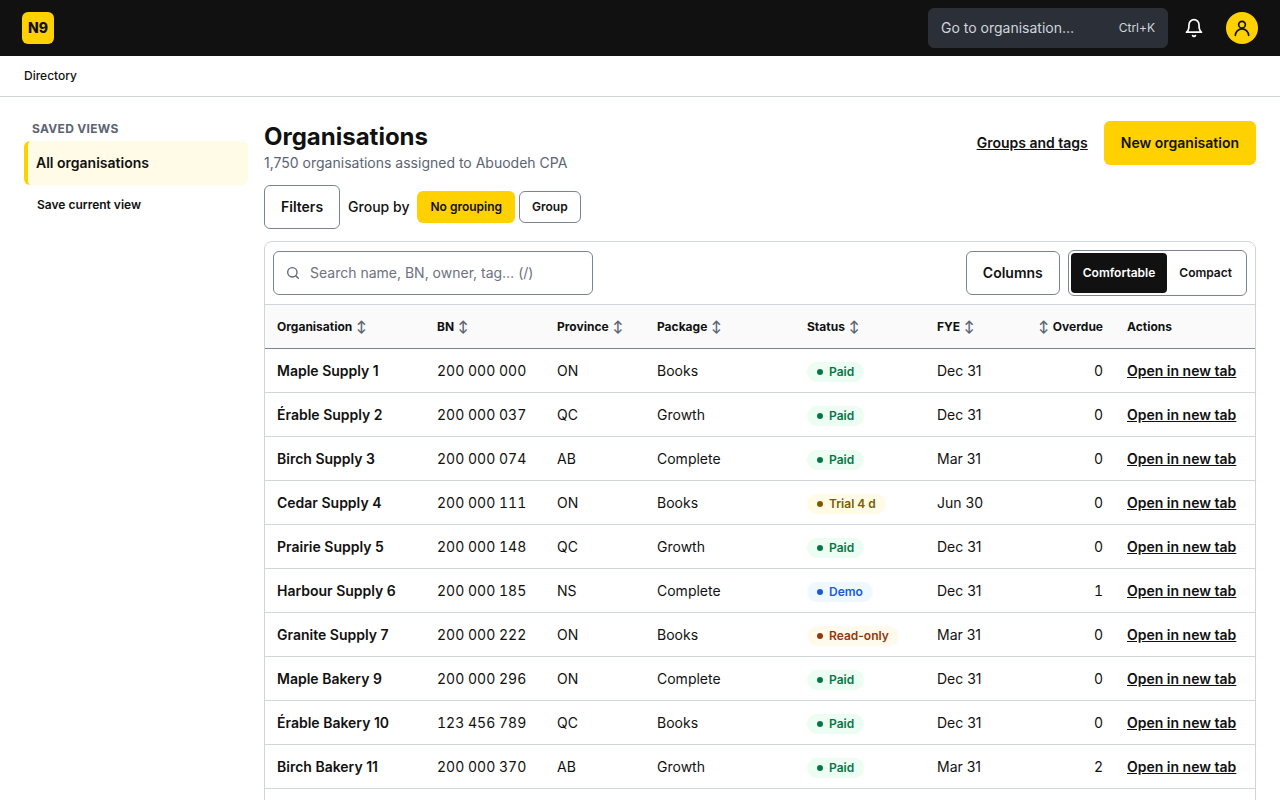 N9
Go to organisation... Ctrl+K
Directory
SAVED VIEWS
All organisations
Save current view
Organisations
1,750 organisations assigned to Abuodeh CPA
Groups and tags
New organisation
Filters Group by No grouping Group
Search name, BN, owner, tag... (/)
Columns Comfortable Compact
Organisation BN Province Package Status FYE Overdue Actions
Maple Supply 1 200 000 000 ON Books Paid Dec 31 0 Open in new tab
Érable Supply 2 200 000 037 QC Growth Paid Dec 31 0 Open in new tab
Birch Supply 3 200 000 074 AB Complete Paid Mar 31 0 Open in new tab
Cedar Supply 4 200 000 111 ON Books Trial 4 d Jun 30 0 Open in new tab
Prairie Supply 5 200 000 148 QC Growth Paid Dec 31 0 Open in new tab
Harbour Supply 6 200 000 185 NS Complete Demo Dec 31 1 Open in new tab
Granite Supply 7 200 000 222 ON Books Read-only Mar 31 0 Open in new tab
Maple Bakery 9 200 000 296 ON Complete Paid Dec 31 0 Open in new tab
Érable Bakery 10 123 456 789 QC Books Paid Dec 31 0 Open in new tab
Birch Bakery 11 200 000 370 AB Growth Paid Mar 31 2 Open in new tab